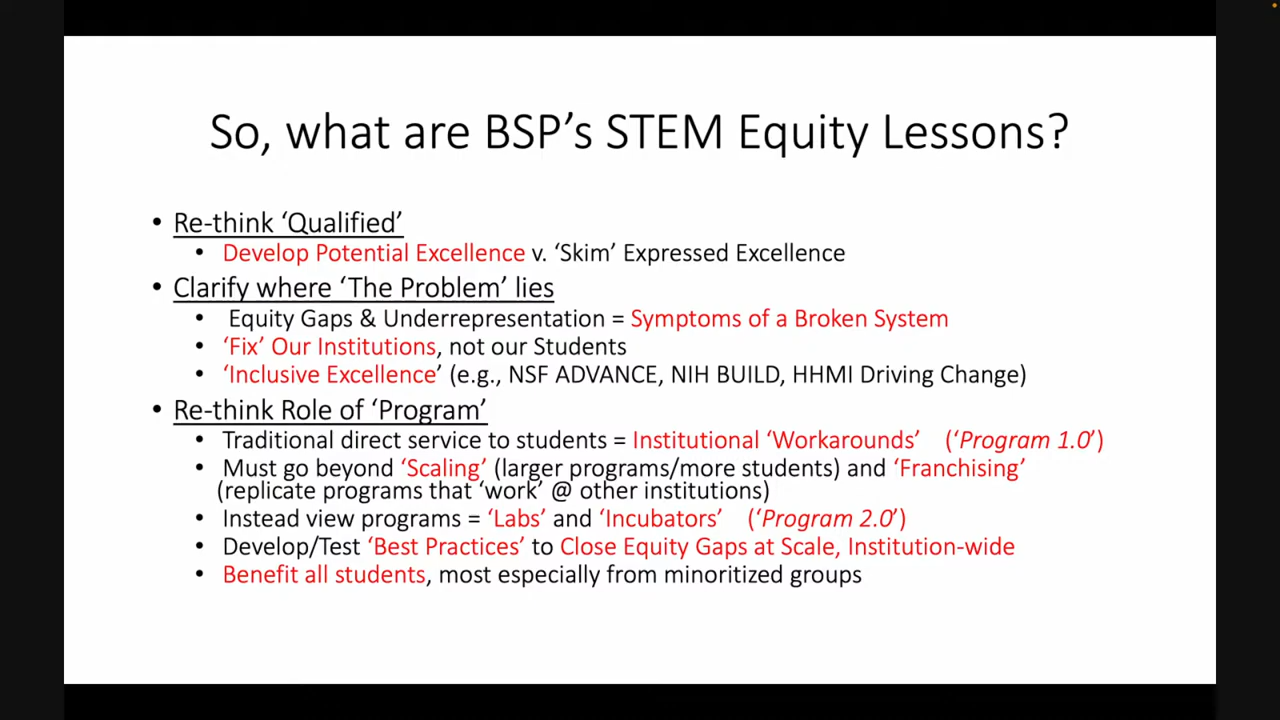 So, what are BSP’s STEM Equity Lessons?
• Re-think ‘Qualified’
• Develop Potential Excellence v. ‘Skim’ Expressed Excellence
• Clarify where ‘The Problem’ lies
• Equity Gaps & Underrepresentation = Symptoms of a Broken System
• ‘Fix’ Our Institutions, not our Students
• ‘Inclusive Excellence’ (e.g., NSF ADVANCE, NIH BUILD, HHMI Driving Change)
• Re-think Role of ‘Program’
• Traditional direct service to students = Institutional ‘Workarounds’ (‘Program 1.0’)
• Must go beyond ‘Scaling’ (larger programs/more students) and ‘Franchising’
(replicate programs that ‘work’ @ other institutions)
• Instead view programs = ‘Labs’ and ‘Incubators’ (‘Program 2.0’)
• Develop/Test ‘Best Practices’ to Close Equity Gaps at Scale, Institution-wide
• Benefit all students, most especially from minoritized groups